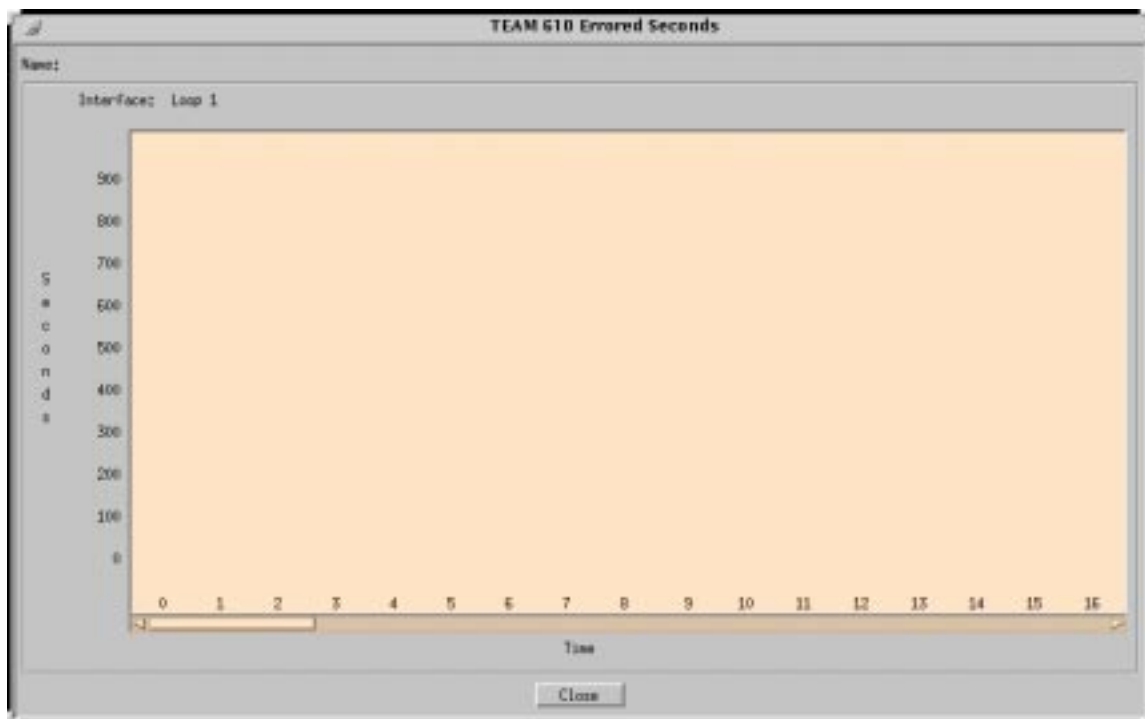 TEAM 610 Errored Seconds
Name:
Interface: Loop 1
900
800
700
600
500
400
300
200
100
0
Seconds
0 1 2 3 4 5 6 7 8 9 10 11 12 13 14 15 16
Time
Close